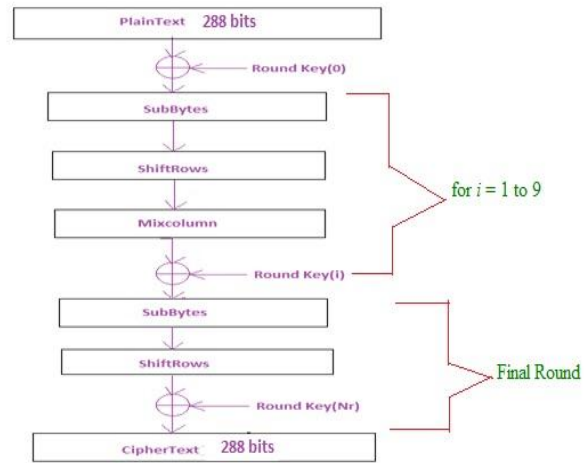 PlainText 288 bits
Round Key(0)
SubBytes
ShiftRows
for i = 1 to 9
Mixcolumn
Round Key(i)
SubBytes
ShiftRows
Final Round
Round Key(Nr)
CipherText 288 bits